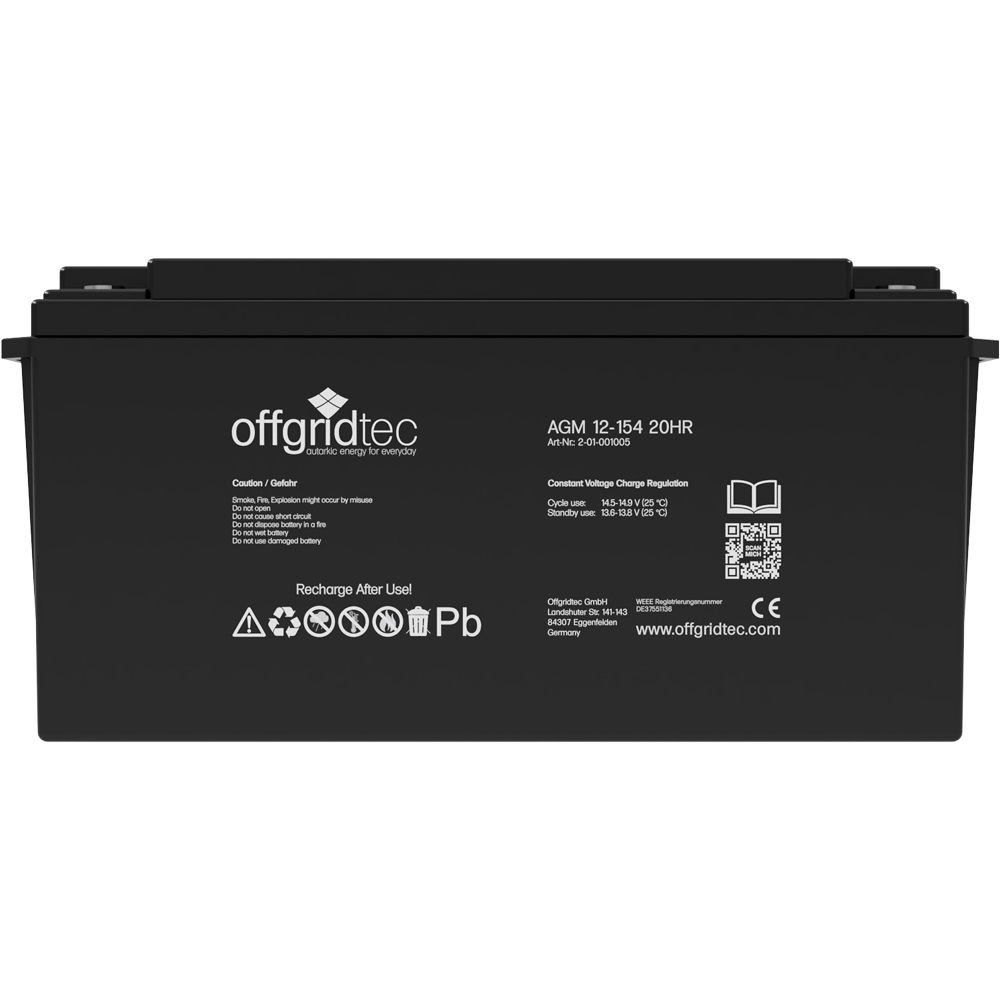 offgridtec
autarkic energy for everyday
Caution / Gefahr
Smoke, Fire, Explosion might occur by misuse
Do not open
Do not cause short circuit
Do not dispose battery in a fire
Do not wet battery
Do not use damaged battery
Recharge After Use!
Pb
AGM 12-154 20HR
Art-Nr.: 2-01-001005
Constant Voltage Charge Regulation
Cycle use: 14.5-14.9 V (25 °C)
Standby use: 13.6-13.8 V (25 °C)
SCAN
MICH
Offgridtec GmbH
Landshuter Str. 141-143
84307 Eggenfelden
Germany
WEEE Registrierungsnummer
DE37551136
CE
www.offgridtec.com